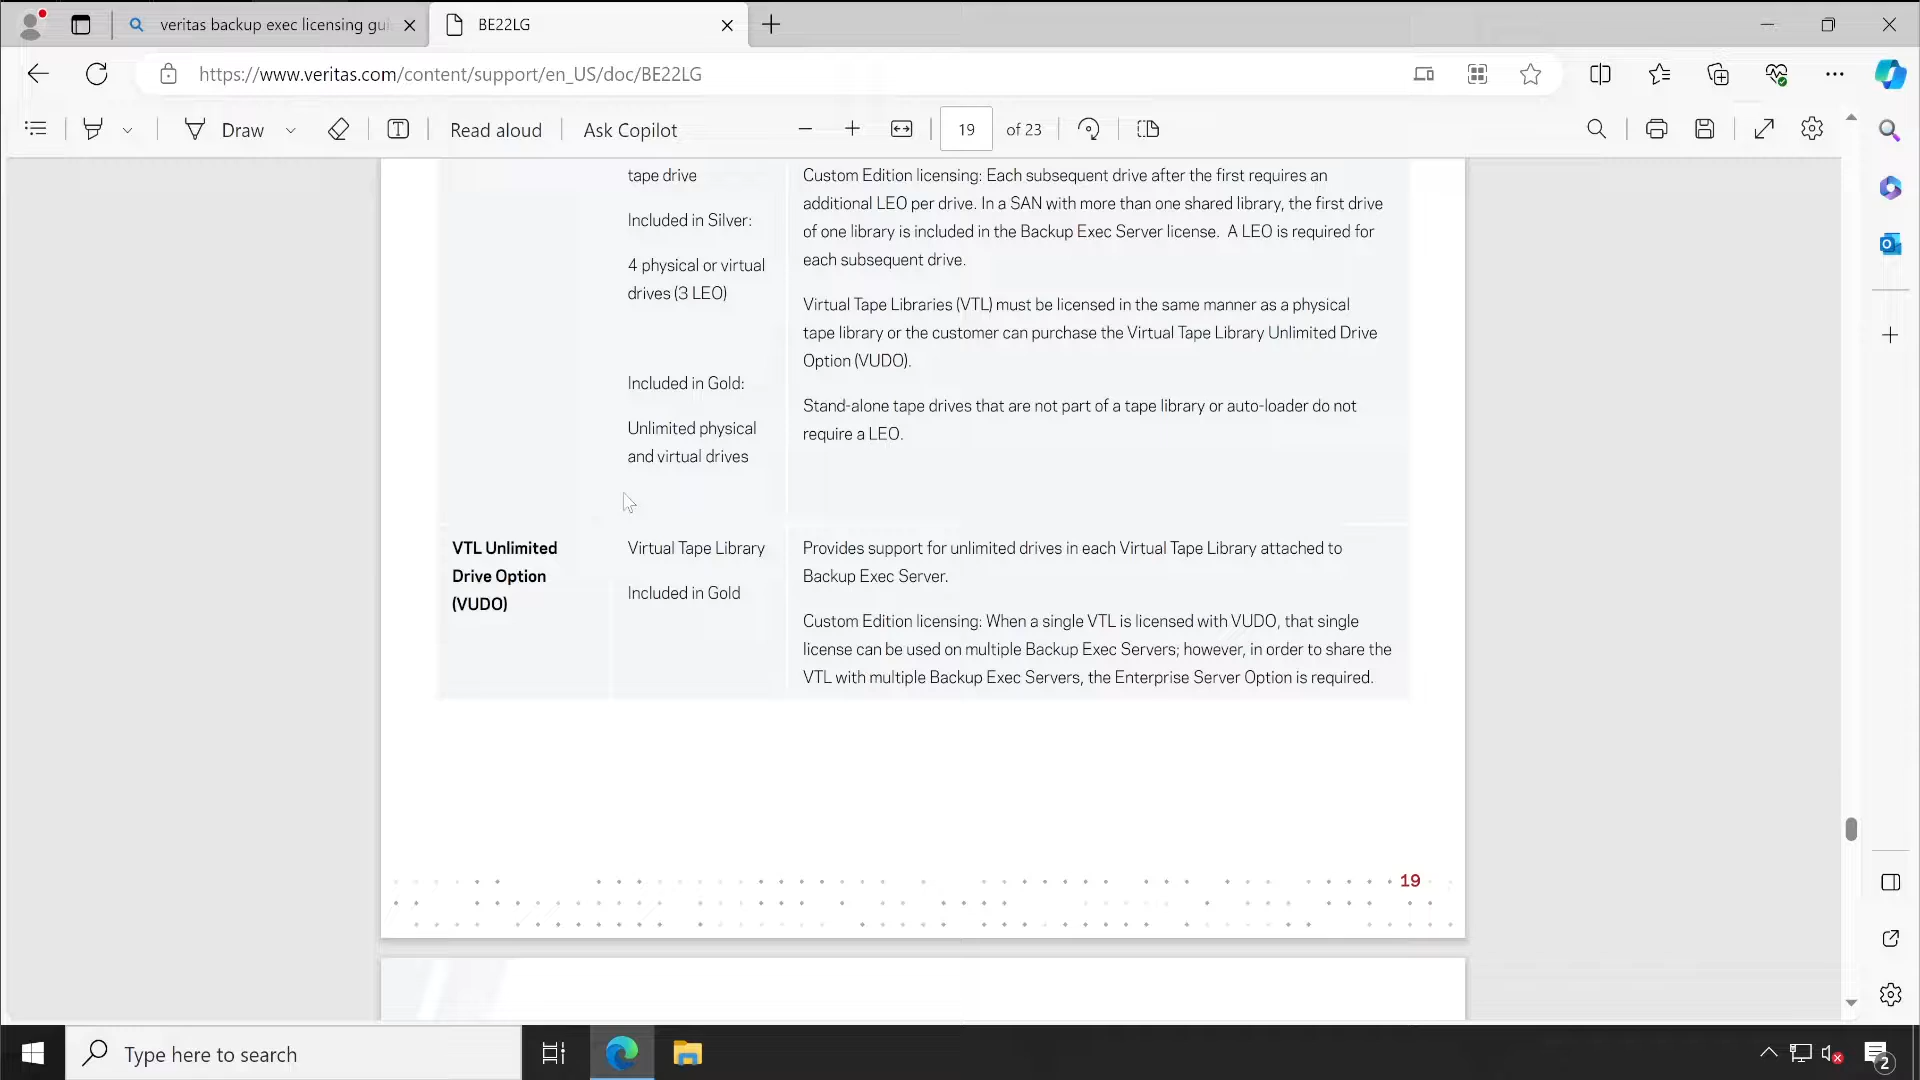 veritas backup exec licensing gui
BE22LG
https://www.veritas.com/content/support/en_US/doc/BE22LG
Draw
Read aloud
Ask Copilot
19
of 23
tape drive
Included in Silver:
4 physical or virtual
drives (3 LEO)
Included in Gold:
Unlimited physical
and virtual drives
Custom Edition licensing: Each subsequent drive after the first requires an
additional LEO per drive. In a SAN with more than one shared library, the first drive
of one library is included in the Backup Exec Server license. A LEO is required for
each subsequent drive.
Virtual Tape Libraries (VTL) must be licensed in the same manner as a physical
tape library or the customer can purchase the Virtual Tape Library Unlimited Drive
Option (VUDO).
Stand-alone tape drives that are not part of a tape library or auto-loader do not
require a LEO.
VTL Unlimited
Drive Option
(VUDO)
Virtual Tape Library
Included in Gold
Provides support for unlimited drives in each Virtual Tape Library attached to
Backup Exec Server.
Custom Edition licensing: When a single VTL is licensed with VUDO, that single
license can be used on multiple Backup Exec Servers; however, in order to share the
VTL with multiple Backup Exec Servers, the Enterprise Server Option is required.
19
Type here to search
2